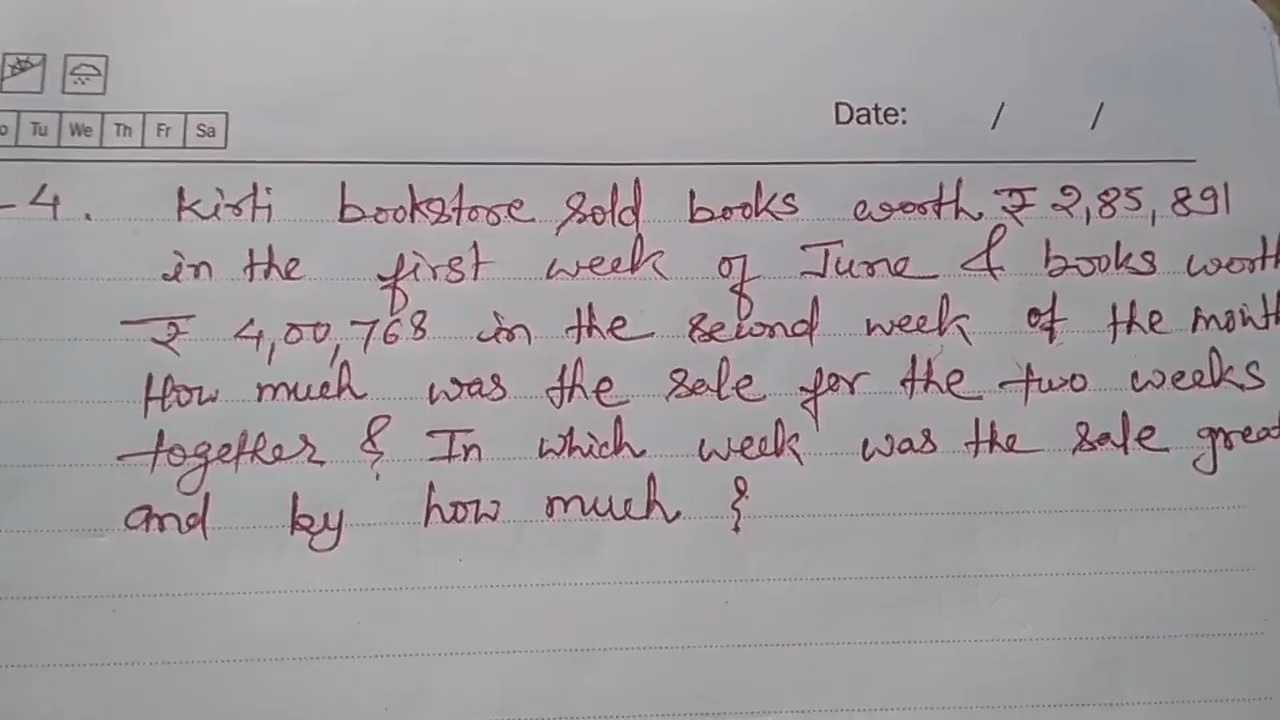 Tu We Th Fr Sa
Date: / /
-4. Kirti bookstore sold books worth ₹ 2,85,891
in the first week of June & books worth
₹ 4,00,768 in the second week of the month
How much was the sale for the two weeks
together ? In which week was the sale great
and by how much ?